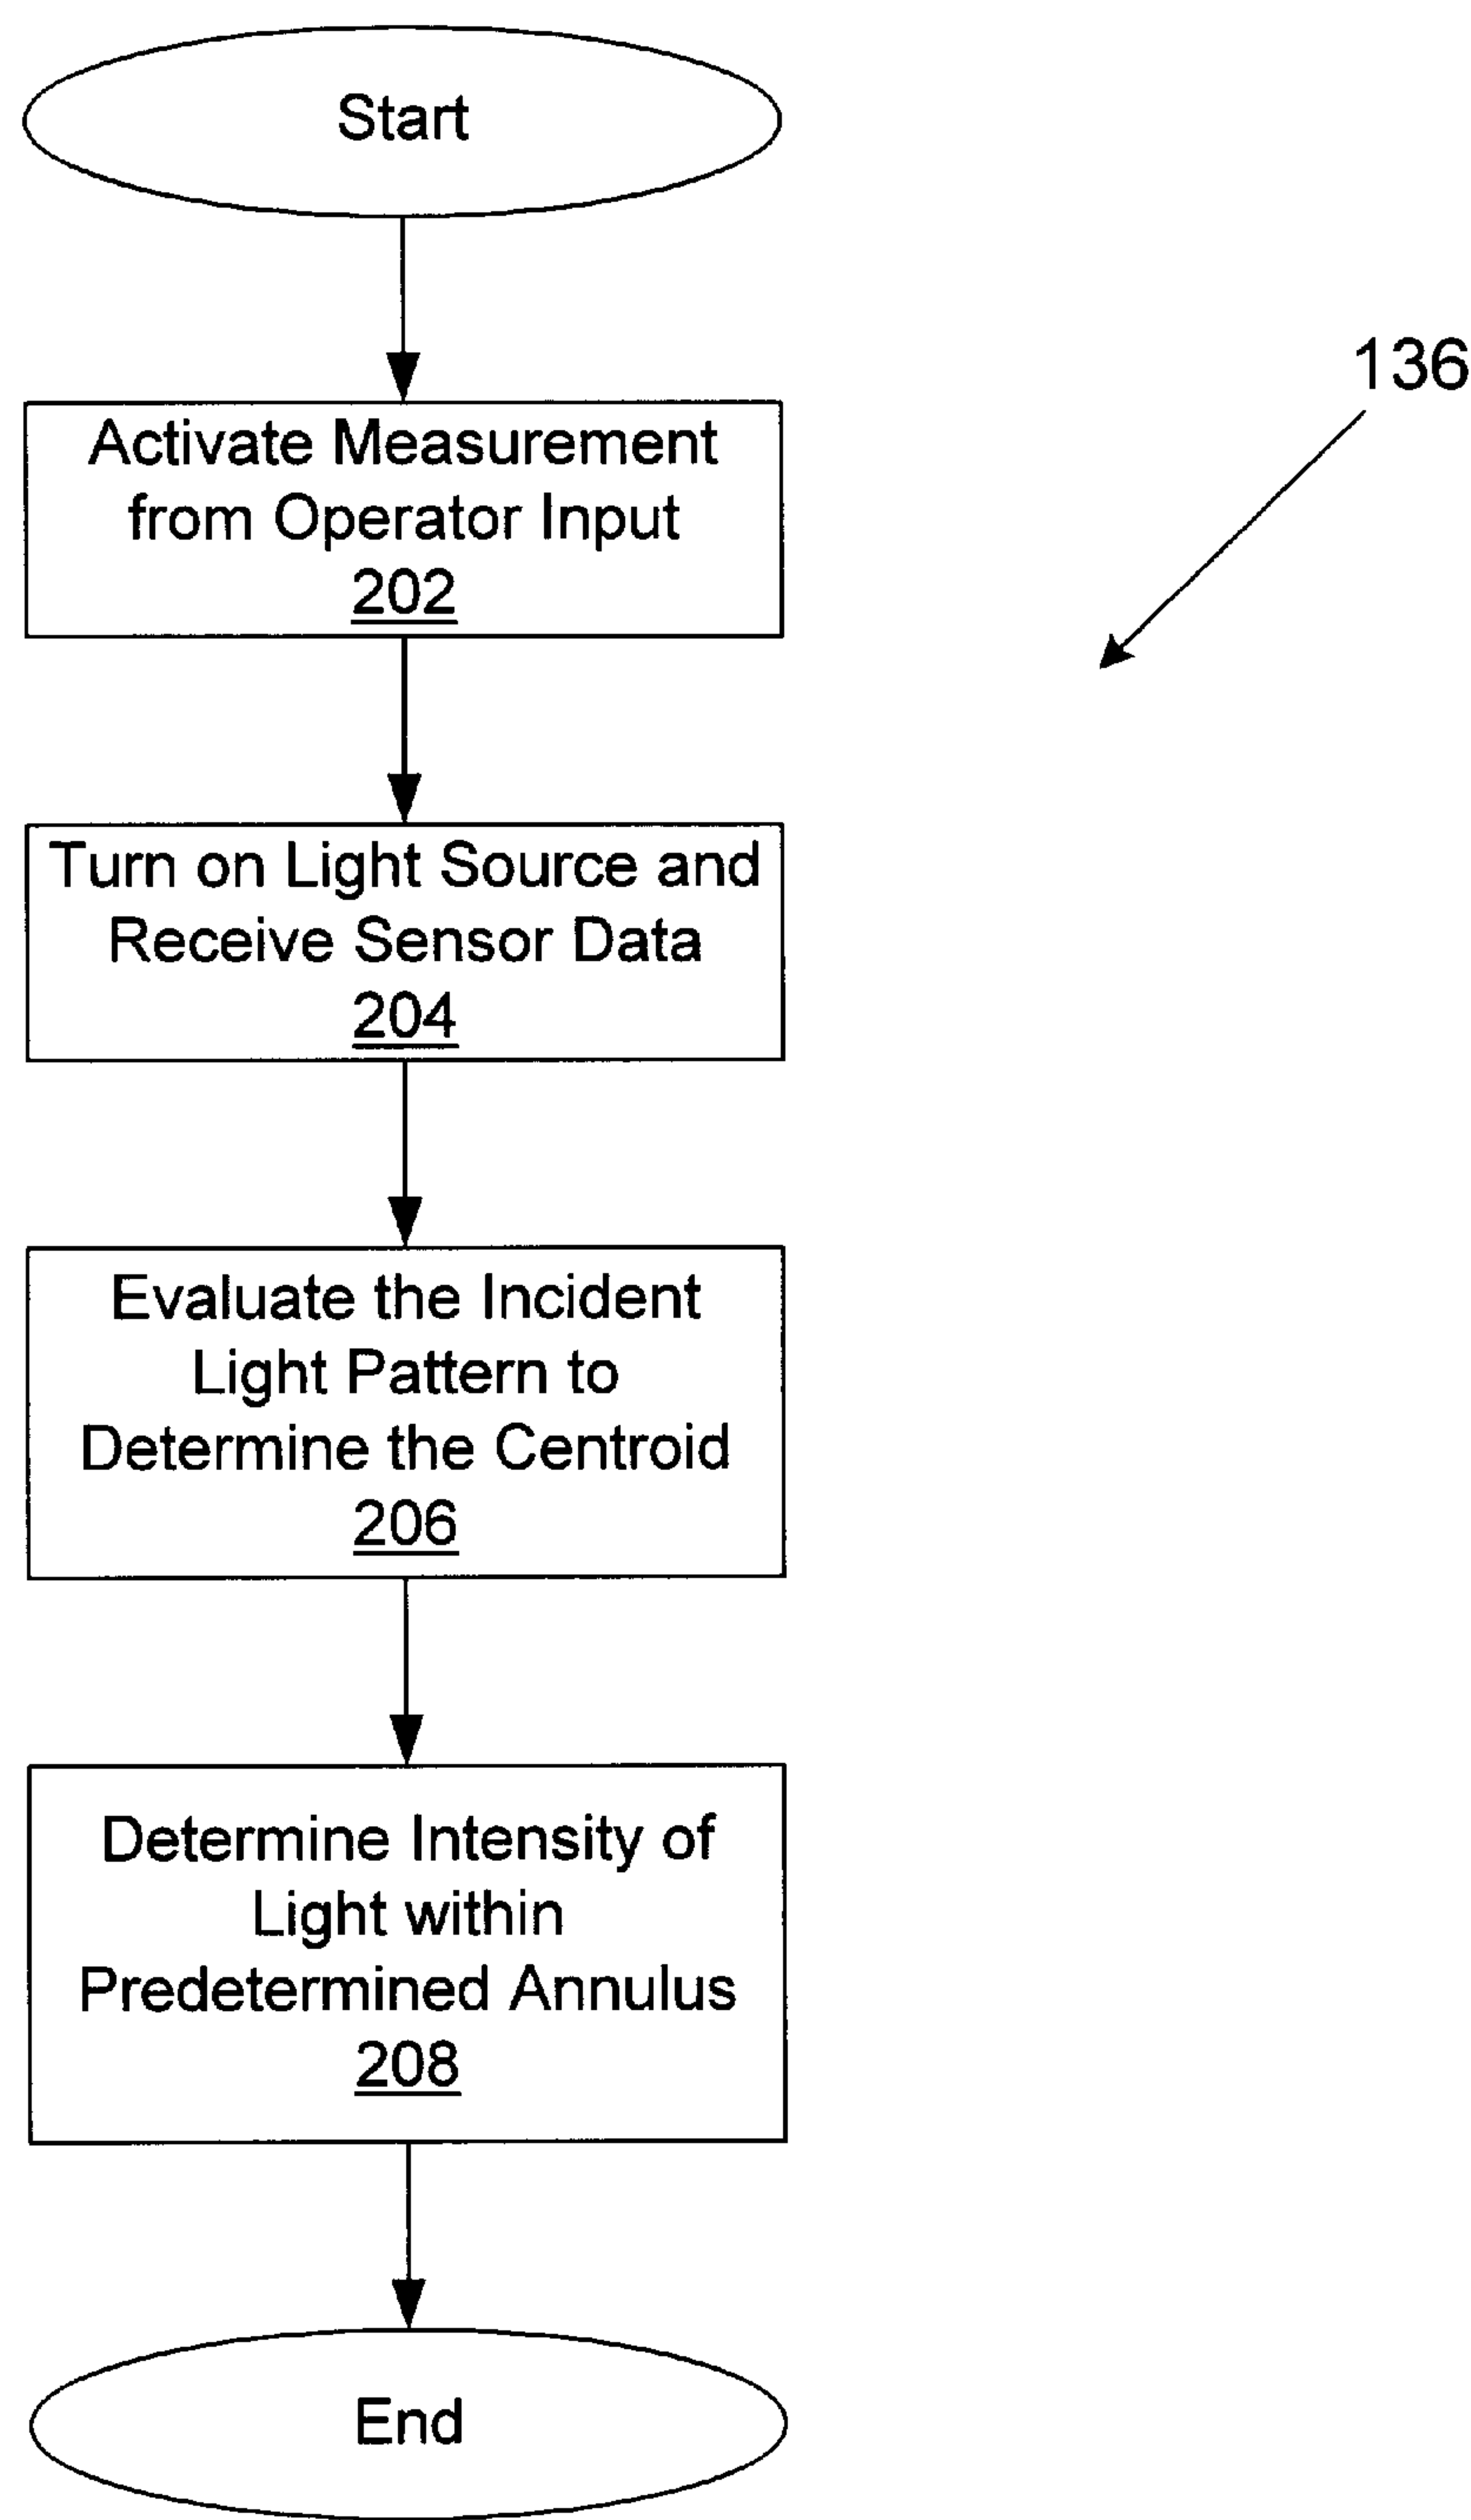 Start
136
Activate Measurement
from Operator Input
202
Turn on Light Source and
Receive Sensor Data
204
Evaluate the Incident
Light Pattern to
Determine the Centroid
206
Determine Intensity of
Light within
Predetermined Annulus
208
End